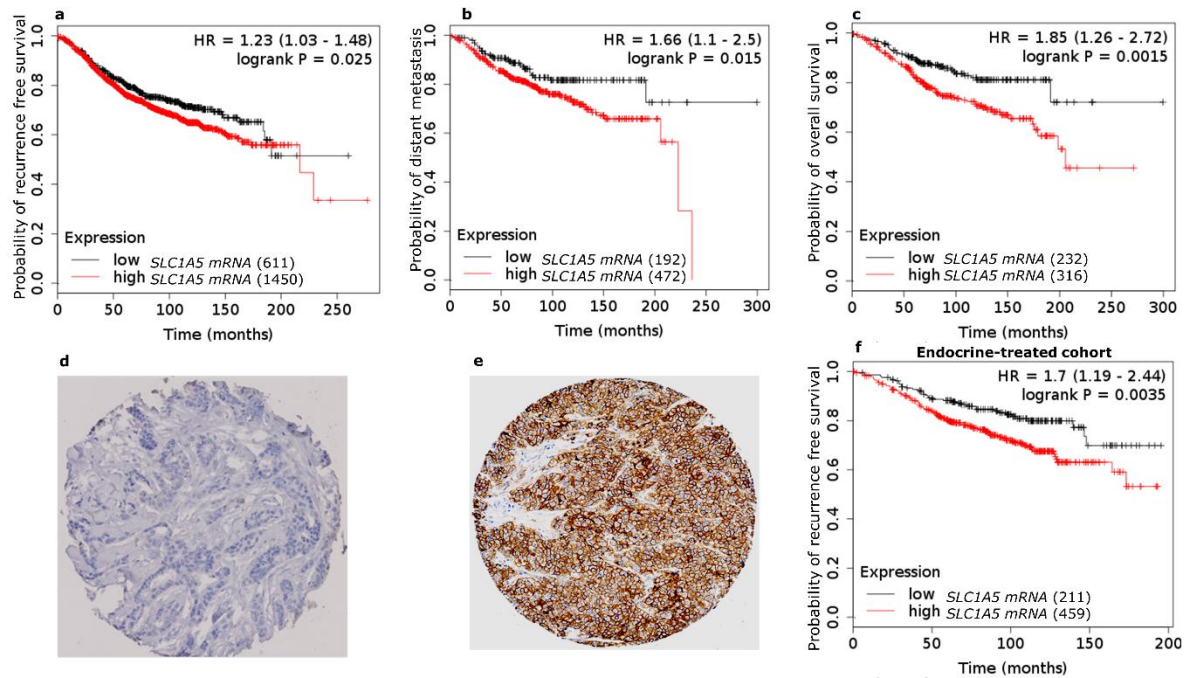 a
Probability of recurrence free survival
1.0
0.8
0.6
0.4
0.2
0.0
HR = 1.23 (1.03 - 1.48)
logrank P = 0.025
Expression
low SLC1A5 mRNA (611)
high SLC1A5 mRNA (1450)
0 50 100 150 200 250
Time (months)
b
Probability of distant metastasis
1.0
0.8
0.6
0.4
0.2
0.0
HR = 1.66 (1.1 - 2.5)
logrank P = 0.015
Expression
low SLC1A5 mRNA (192)
high SLC1A5 mRNA (472)
0 50 100 150 200 250 300
Time (months)
c
Probability of overall survival
1.0
0.8
0.6
0.4
0.2
0.0
HR = 1.85 (1.26 - 2.72)
logrank P = 0.0015
Expression
low SLC1A5 mRNA (232)
high SLC1A5 mRNA (316)
0 50 100 150 200 250 300
Time (months)
d
e
f
Endocrine-treated cohort
Probability of recurrence free survival
1.0
0.8
0.6
0.4
0.2
0.0
HR = 1.7 (1.19 - 2.44)
logrank P = 0.0035
Expression
low SLC1A5 mRNA (211)
high SLC1A5 mRNA (459)
0 50 100 150 200
Time (months)